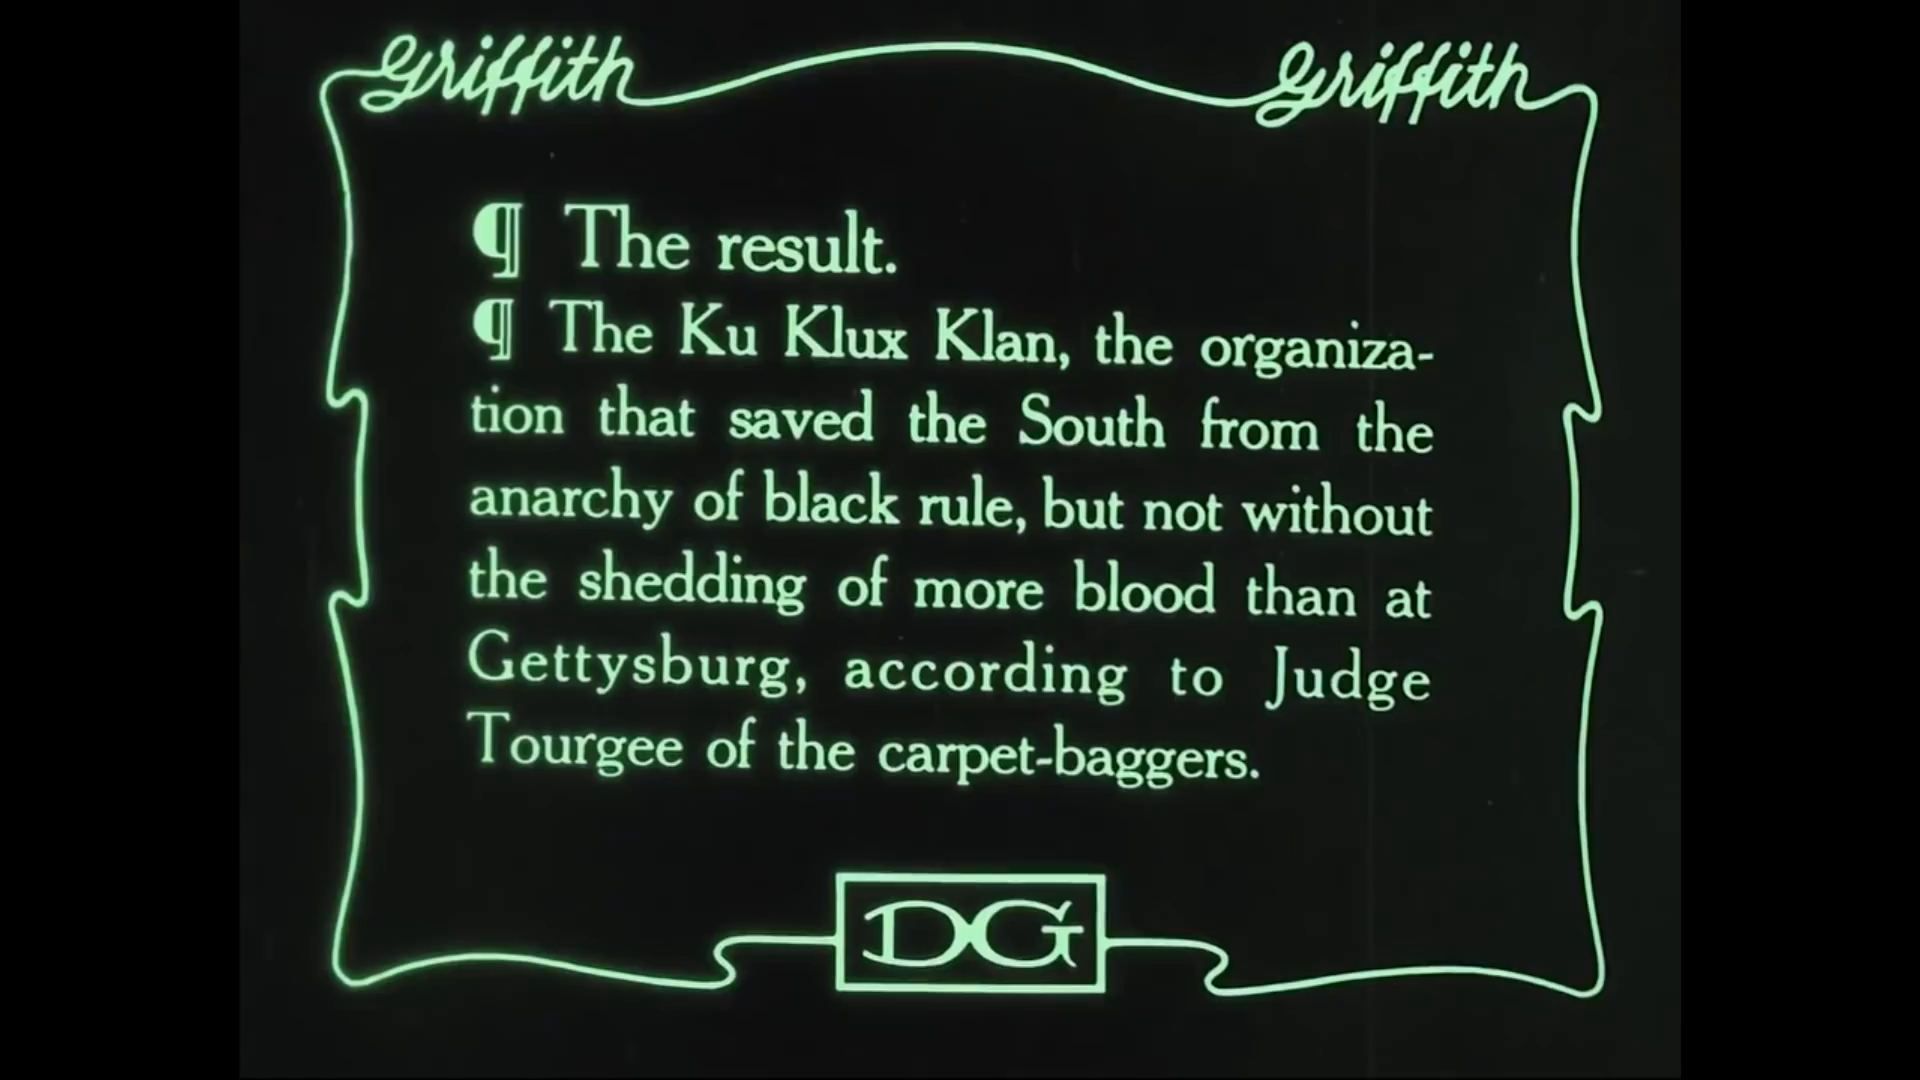 Griffith Griffith
¶ The result.
¶ The Ku Klux Klan, the organiza-
tion that saved the South from the
anarchy of black rule, but not without
the shedding of more blood than at
Gettysburg, according to Judge
Tourgee of the carpet-baggers.
DG